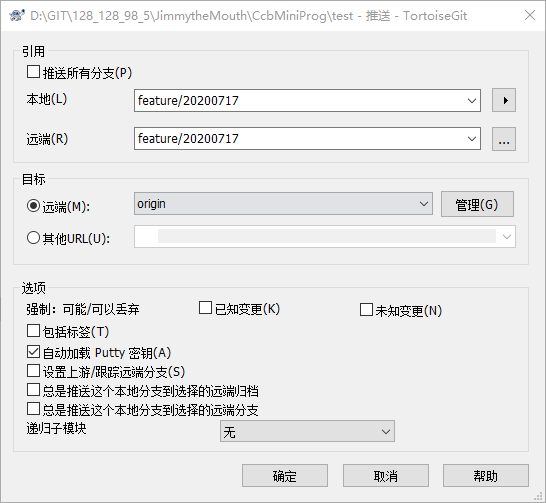 D:\GIT\128_128_98_5\JimmytheMouth\CcbMiniProg\test - 推送 - TortoiseGit
引用
推送所有分支(P)
本地(L) feature/20200717
远端(R) feature/20200717 ...
目标
远端(M): origin 管理(G)
其他URL(U):
选项
强制：可能/可以丢弃 已知变更(K) 未知变更(N)
包括标签(T)
自动加载 Putty 密钥(A)
设置上游/跟踪远端分支(S)
总是推送这个本地分支到选择的远端归档
总是推送这个本地分支到选择的远端分支
递归子模块 无
确定 取消 帮助